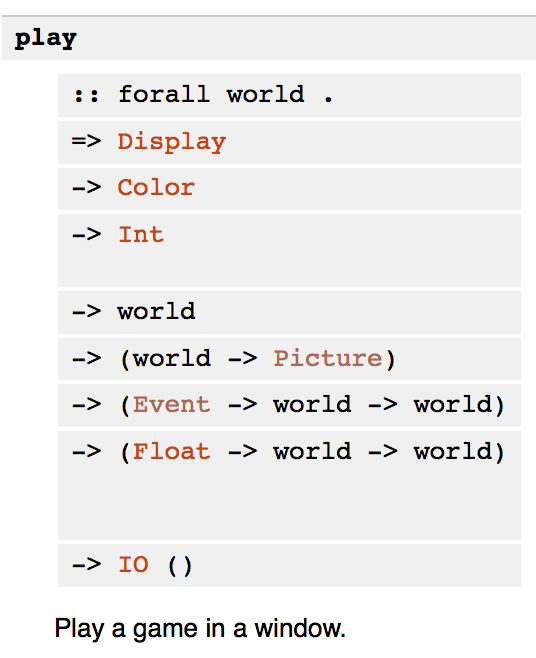 play
:: forall world .
=> Display
-> Color
-> Int
-> world
-> (world -> Picture)
-> (Event -> world -> world)
-> (Float -> world -> world)
-> IO ()
Play a game in a window.